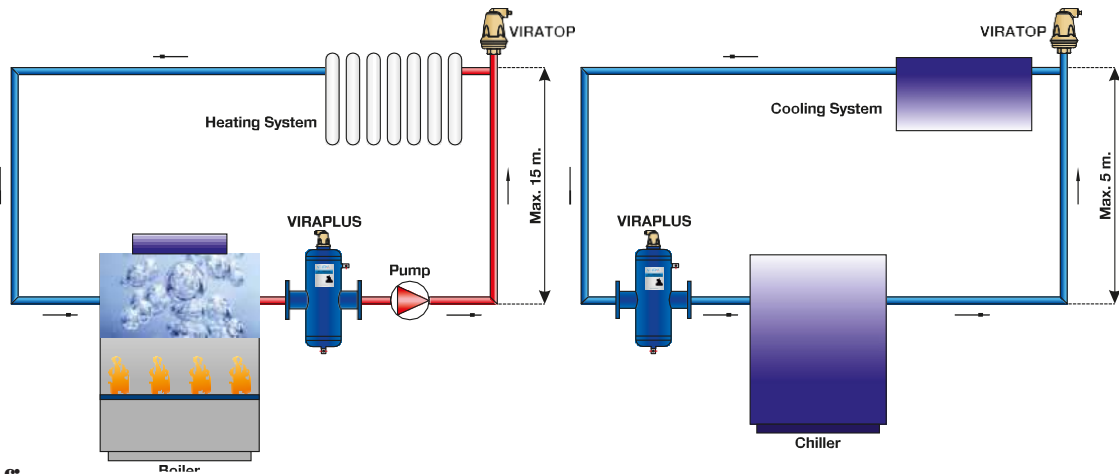 VIRATOP
Heating System
Max. 15 m.
VIRAPLUS
Pump
Boiler
VIRATOP
Cooling System
Max. 5 m.
VIRAPLUS
Chiller